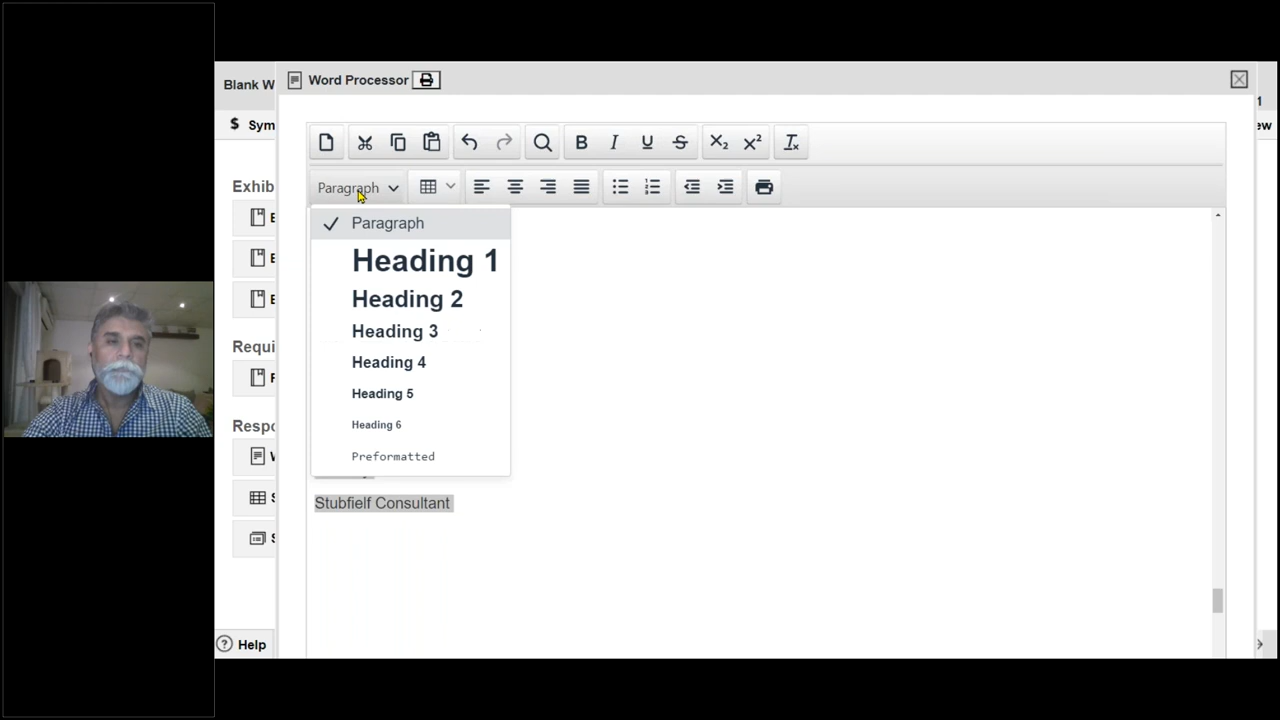 Blank W
Word Processor
1
$ Sym
ew
Exhib
Paragraph
E
Paragraph
E
Heading 1
E
Heading 2
Requi
Heading 3
F
Heading 4
Heading 5
Respo
Heading 6
Preformatted
S
Stubfielf Consultant
S
Help